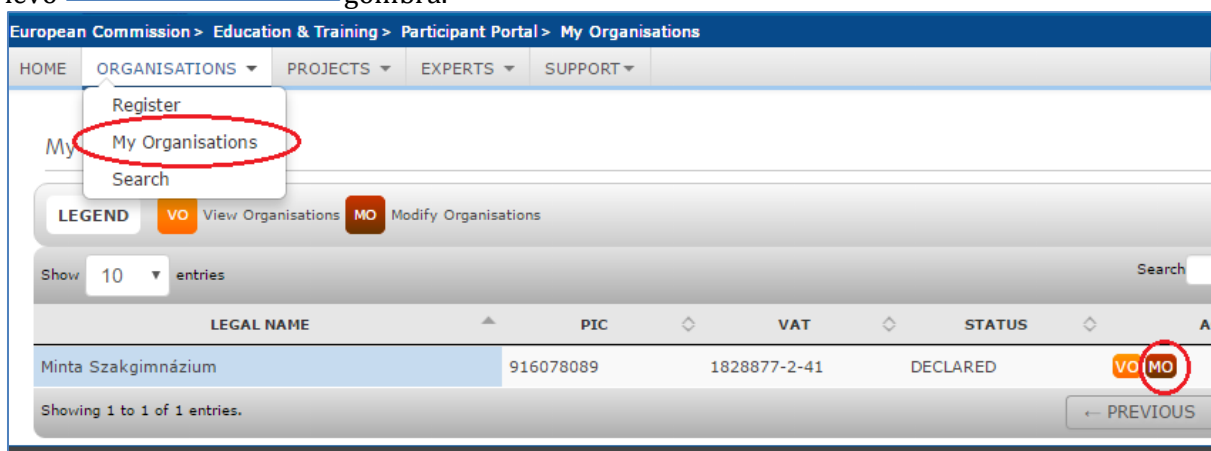 gombra.
European Commission > Education & Training > Participant Portal > My Organisations
HOME ORGANISATIONS PROJECTS EXPERTS SUPPORT
Register
My
My Organisations
Search
LEGEND VO View Organisations MO Modify Organisations
Show 10 entries Search
LEGAL NAME PIC VAT STATUS A
Minta Szakgimnázium 916078089 1828877-2-41 DECLARED VO MO
Showing 1 to 1 of 1 entries. ← PREVIOUS